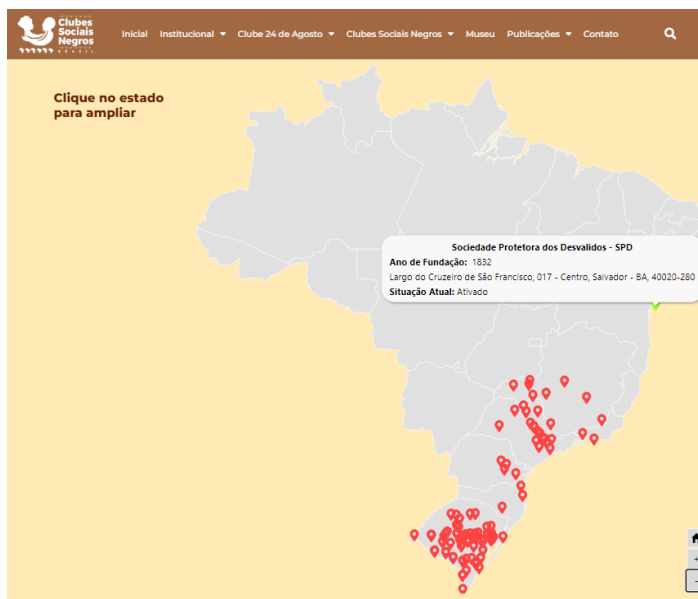 Clubes
Sociais
Negros
BRASIL
Inicial Institucional Clube 24 de Agosto Clubes Sociais Negros Museu Publicações Contato
Clique no estado
para ampliar
Sociedade Protetora dos Desvalidos - SPD
Ano de Fundação: 1832
Largo do Cruzeiro de São Francisco, 017 - Centro, Salvador - BA, 40020-280
Situação Atual: Ativado